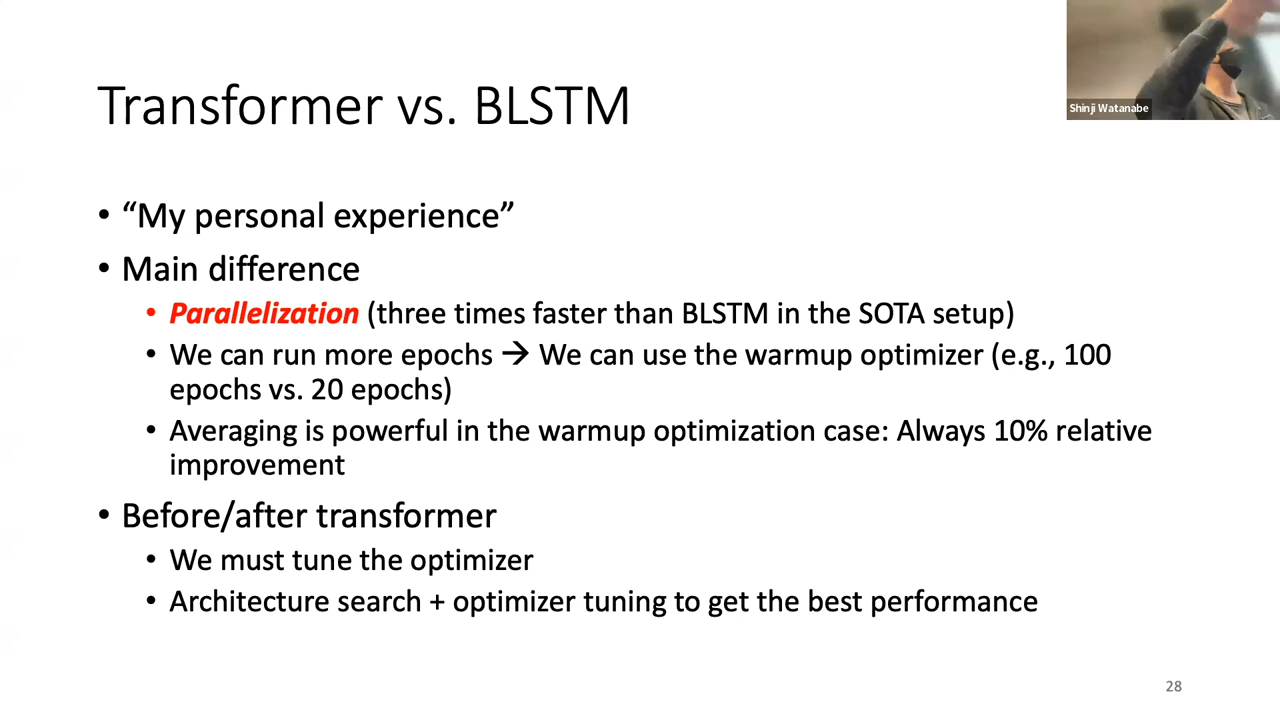 Shinji Watanabe
Transformer vs. BLSTM
• “My personal experience”
• Main difference
• Parallelization (three times faster than BLSTM in the SOTA setup)
• We can run more epochs → We can use the warmup optimizer (e.g., 100
epochs vs. 20 epochs)
• Averaging is powerful in the warmup optimization case: Always 10% relative
improvement
• Before/after transformer
• We must tune the optimizer
• Architecture search + optimizer tuning to get the best performance
28